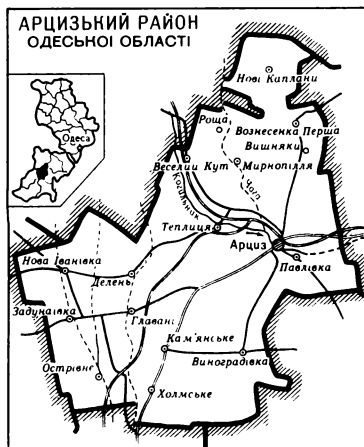 АРЦИЗЬКИЙ РАЙОН
ОДЕСЬКОЇ ОБЛАСТІ
Нові Каплани
Одеса
Роща
Вознесенка Перша
Вишняки
Веселий Кут
Мирнопілля
Когильник
Чага
Теплиця
Арциз
Нова Іванівка
Делень
Павлівка
Задунаївка
Главані
Кам'янське
Острівне
Виноградівка
Холмське